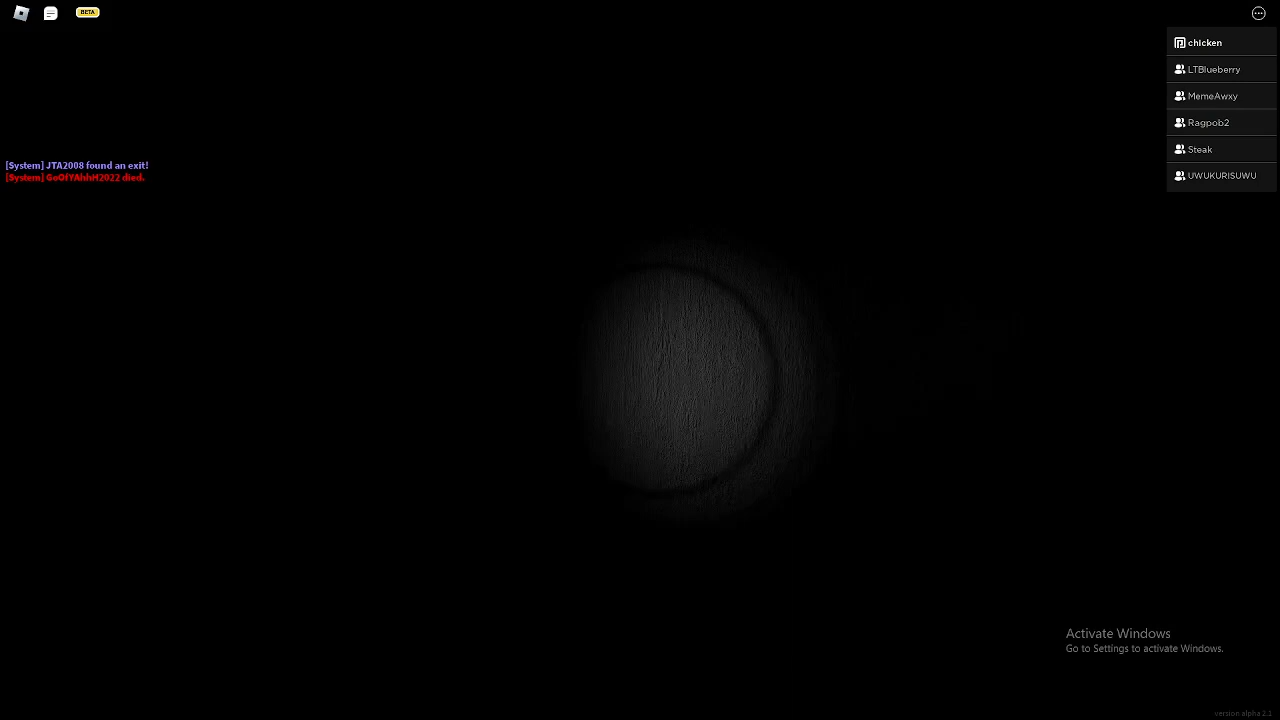 BETA
chicken
LTBlueberry
MemeAwxy
Ragpob2
Steak
UWUKURISUWU
[System] JTA2008 found an exit!
[System] GoOfYAhhH2022 died.
Activate Windows
Go to Settings to activate Windows.
version alpha 2.1